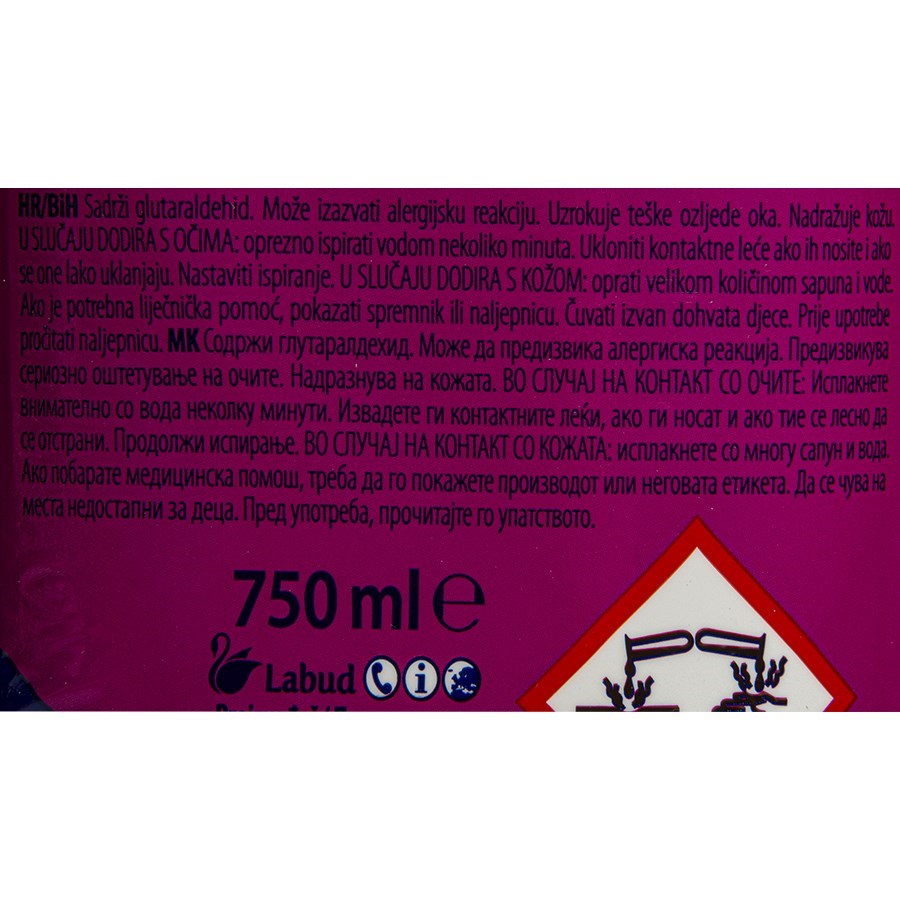 HR/BiH Sadrži glutaraldehid. Može izazvati alergijsku reakciju. Uzrokuje teške ozljede oka. Nadražuje kožu.
U SLUČAJU DODIRA S OČIMA: oprezno ispirati vodom nekoliko minuta. Ukloniti kontaktne leće ako ih nosite i ako
se one lako uklanjaju. Nastaviti ispiranje. U SLUČAJU DODIRA S KOŽOM: oprati velikom količinom sapuna i vode.
Ako je potrebna liječnička pomoć, pokazati spremnik ili naljepnicu. Čuvati izvan dohvata djece. Prije upotrebe
pročitati naljepnicu. MK Содржи глутаралдехид. Може да предизвика алергиска реакција. Предизвикува
сериозно оштетување на очите. Надразнува на кожата. ВО СЛУЧАЈ НА КОНТАКТ СО ОЧИТЕ: Исплакнете
внимателно со вода неколку минути. Извадете ги контактните леќи, ако ги носат и ако тие се лесно да
се отстрани. Продолжи испирање. ВО СЛУЧАЈ НА КОНТАКТ СО КОЖАТА: исплакнете со многу сапун и вода.
Ако побарате медицинска помош, треба да го покажете производот или неговата етикета. Да се чува на
места недостапни за деца. Пред употреба, прочитајте го упатството.
750 ml e
Labud i